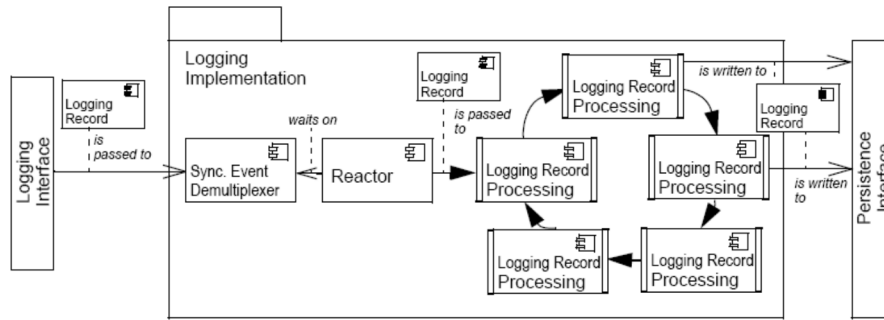 Logging
Interface
Logging
Record
is
passed to
Logging
Implementation
waits on
Sync. Event
Demultiplexer
Reactor
Logging
Record
is passed
to
Logging Record
Processing
Logging Record
Processing
Logging Record
Processing
Logging Record
Processing
Logging Record
Processing
is written to
Logging
Record
is written
to
Persistence
Interface